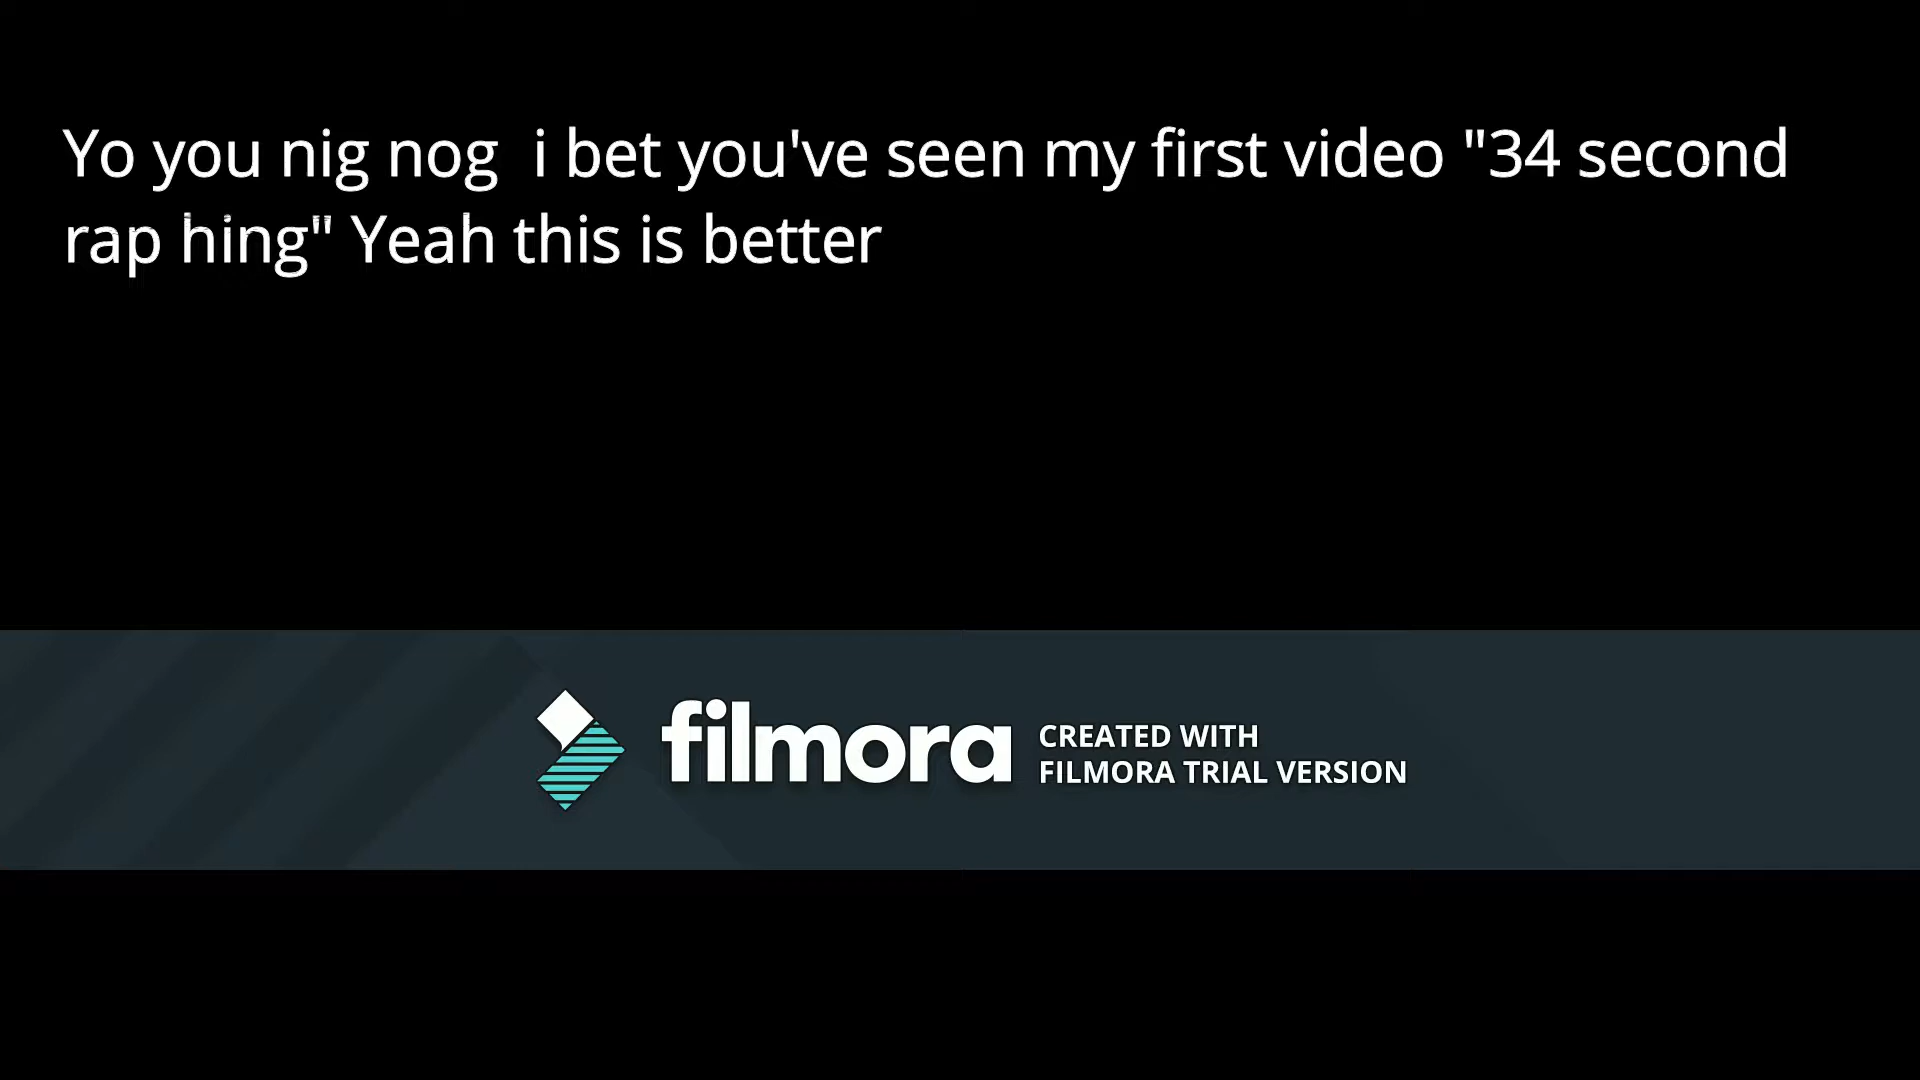 Yo you nig nog  i bet you've seen my first video "34 second
rap hing" Yeah this is better
filmora
CREATED WITH
FILMORA TRIAL VERSION